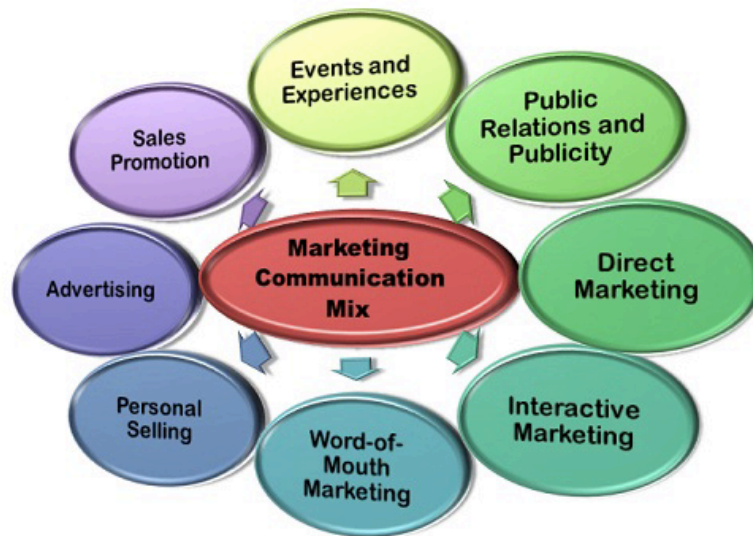 Events and
Experiences
Public
Relations and
Publicity
Direct
Marketing
Interactive
Marketing
Word-of-
Mouth
Marketing
Personal
Selling
Advertising
Sales
Promotion
Marketing
Communication
Mix